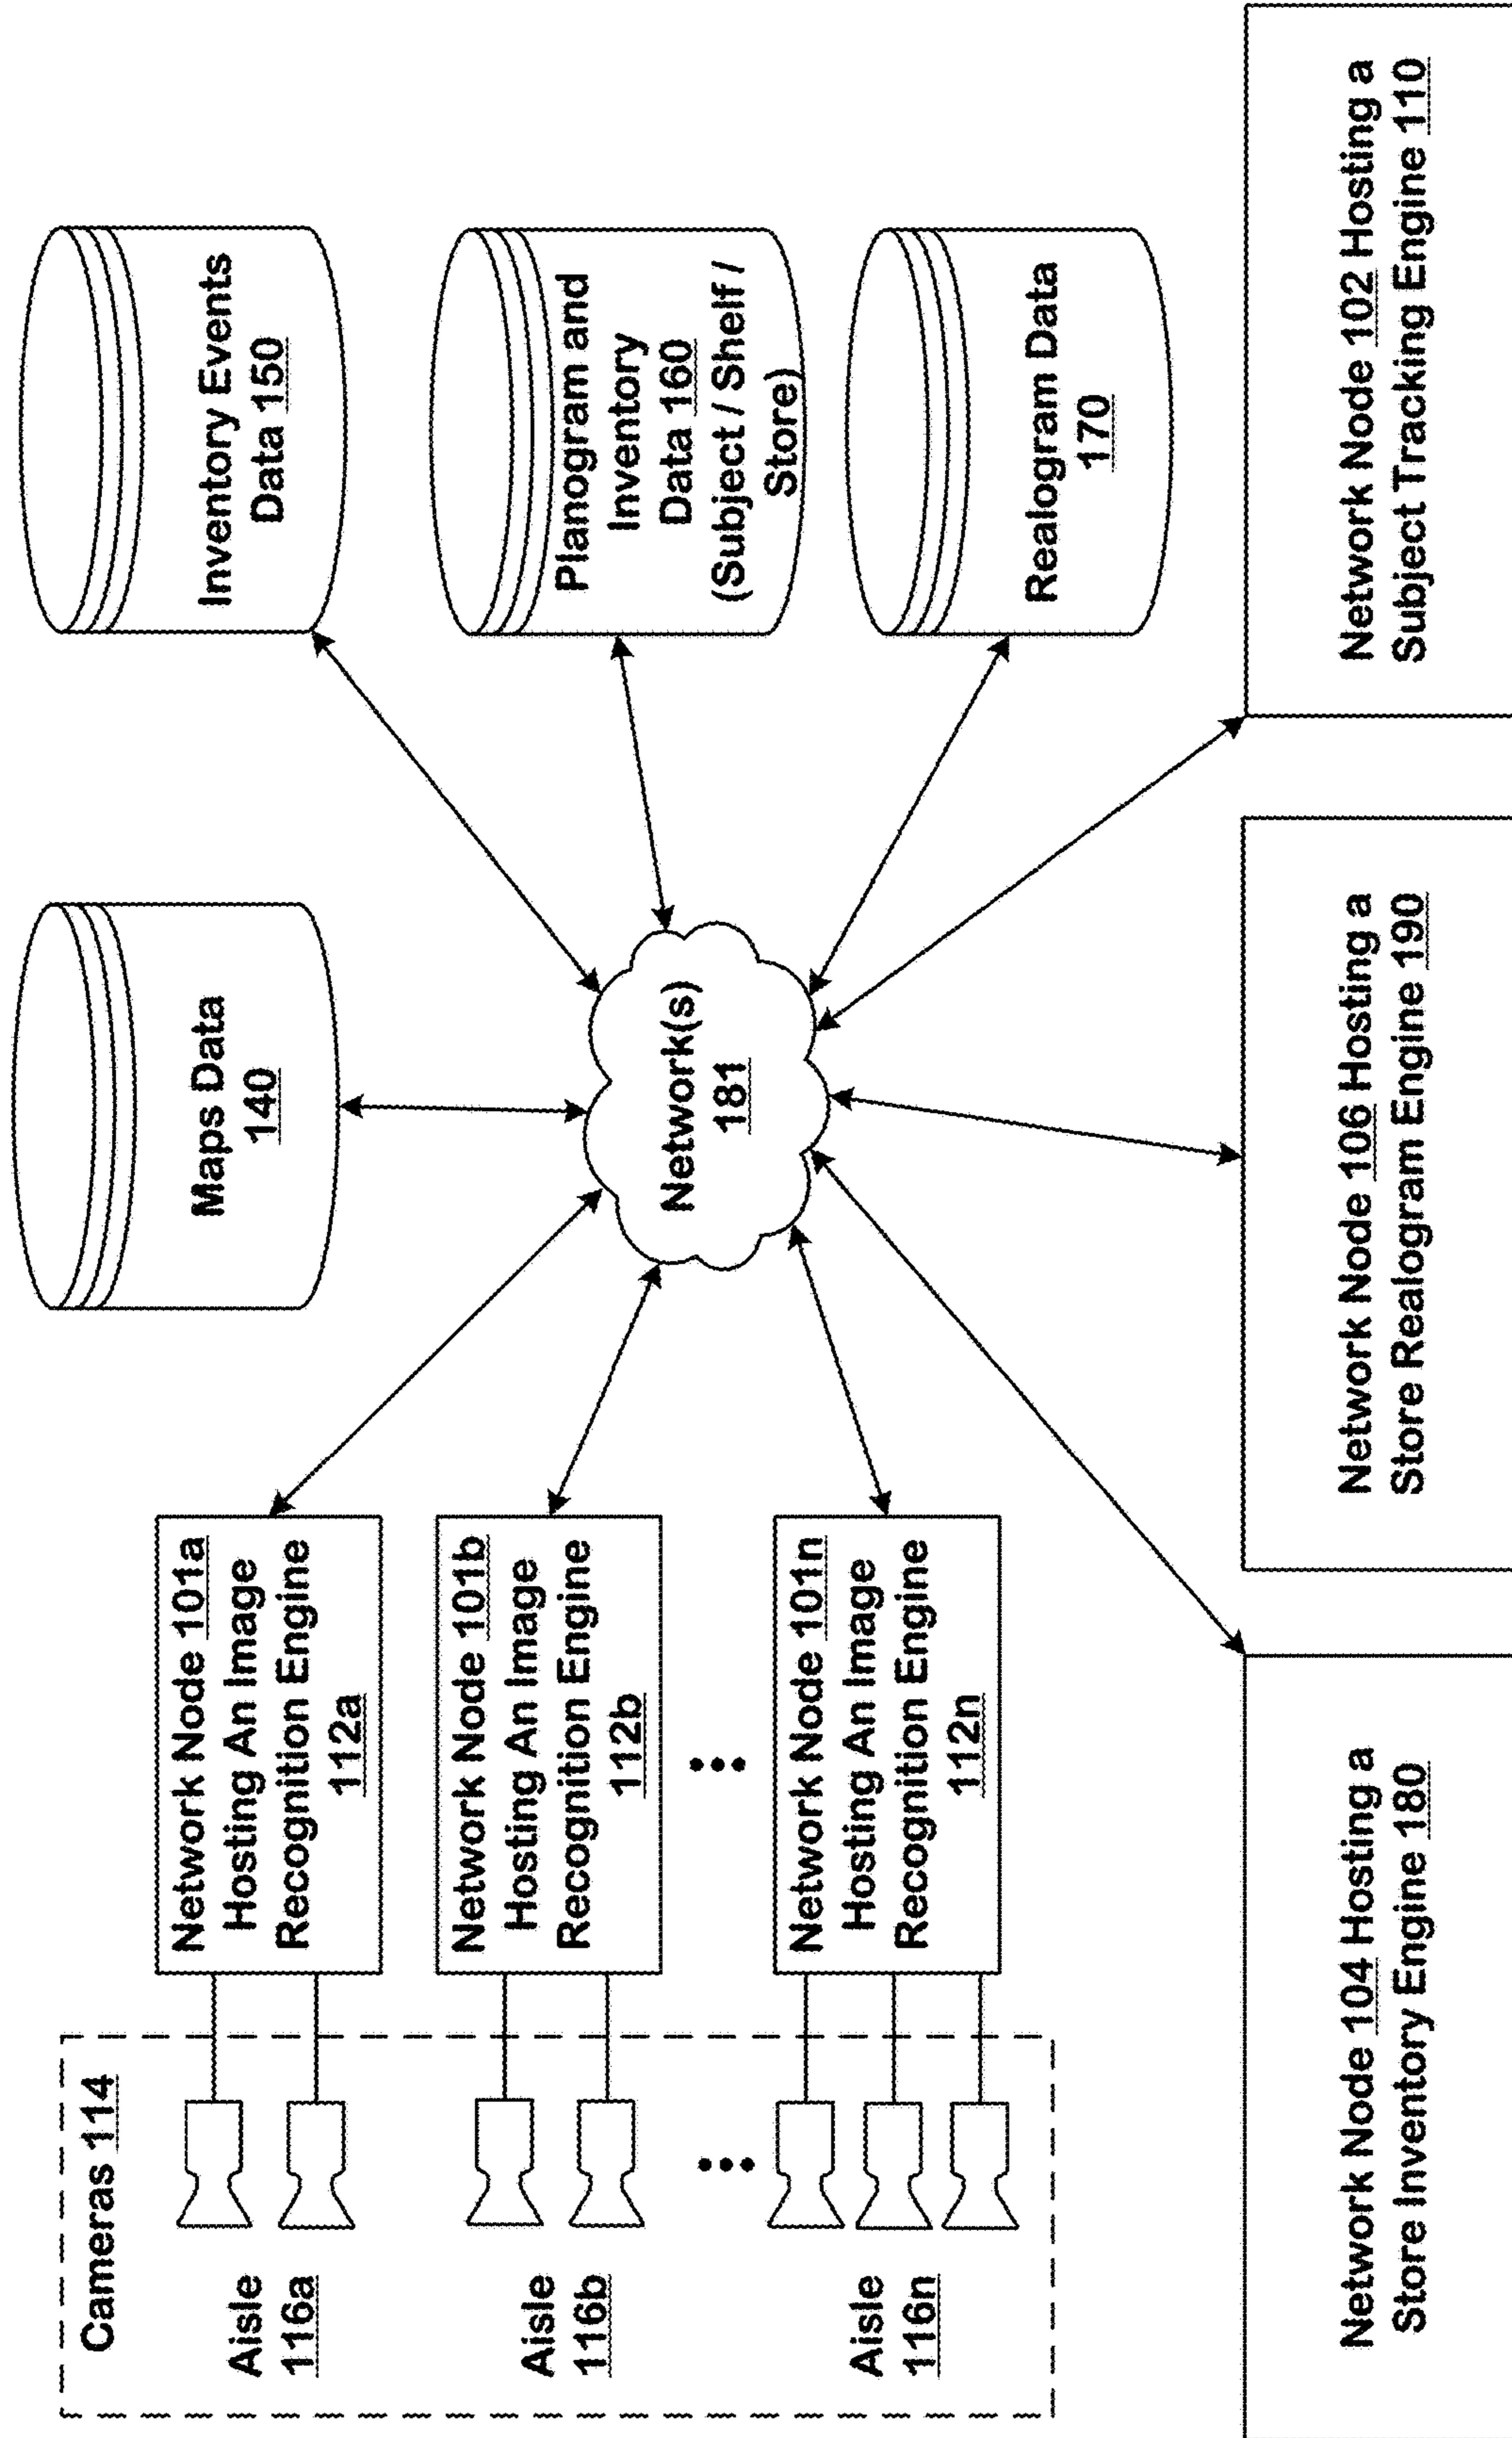 Cameras 114
Aisle
116a
Aisle
116b
Aisle
116n
Network Node 101a
Hosting An Image
Recognition Engine
112a
Network Node 101b
Hosting An Image
Recognition Engine
112b
Network Node 101n
Hosting An Image
Recognition Engine
112n
Maps Data
140
Network(s)
181
Inventory Events
Data 150
Planogram and
Inventory
Data 160
(Subject / Shelf /
Store)
Realogram Data
170
Network Node 104 Hosting a
Store Inventory Engine 180
Network Node 106 Hosting a
Store Realogram Engine 190
Network Node 102 Hosting a
Subject Tracking Engine 110